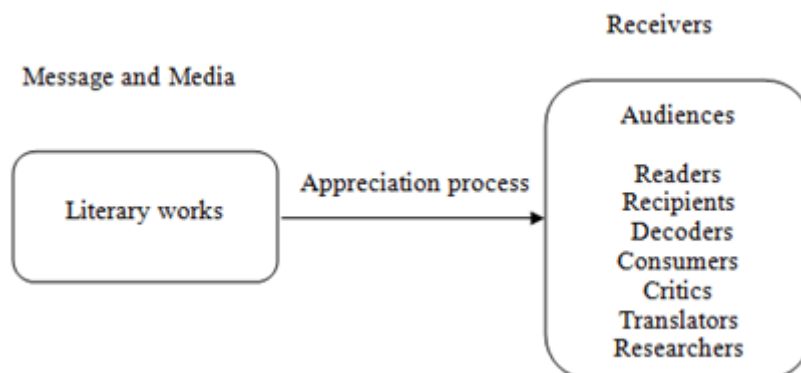 Receivers
Message and Media
Audiences
Literary works
Appreciation process
Readers
Recipients
Decoders
Consumers
Critics
Translators
Researchers